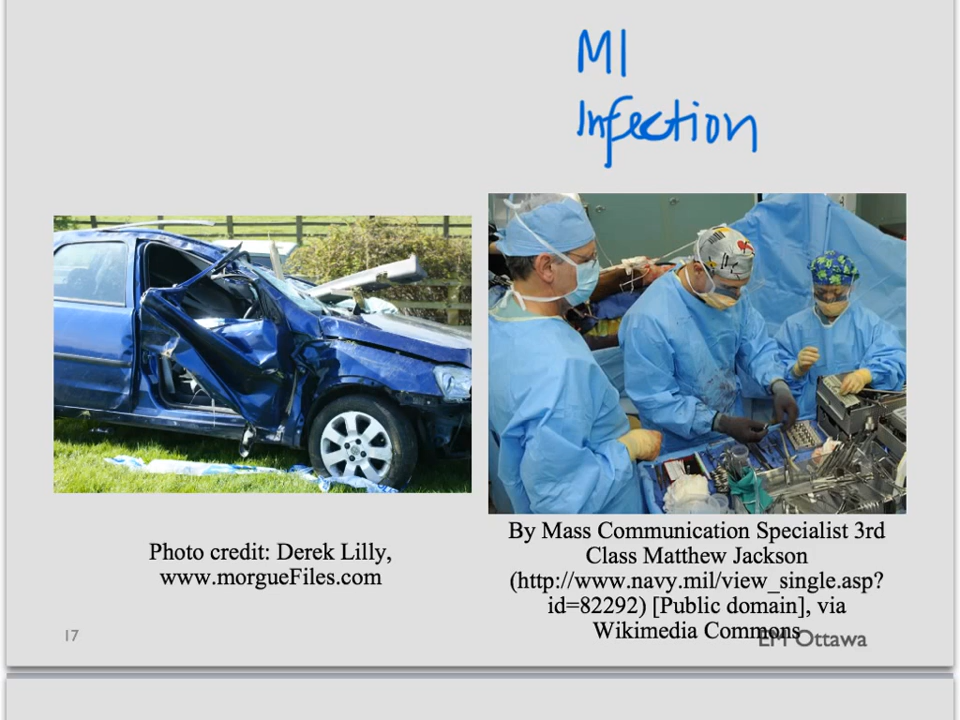 MI
Infection
Photo credit: Derek Lilly,
www.morgueFiles.com
By Mass Communication Specialist 3rd
Class Matthew Jackson
(http://www.navy.mil/view_single.asp?
id=82292) [Public domain], via
Wikimedia Commons
17
EM Ottawa